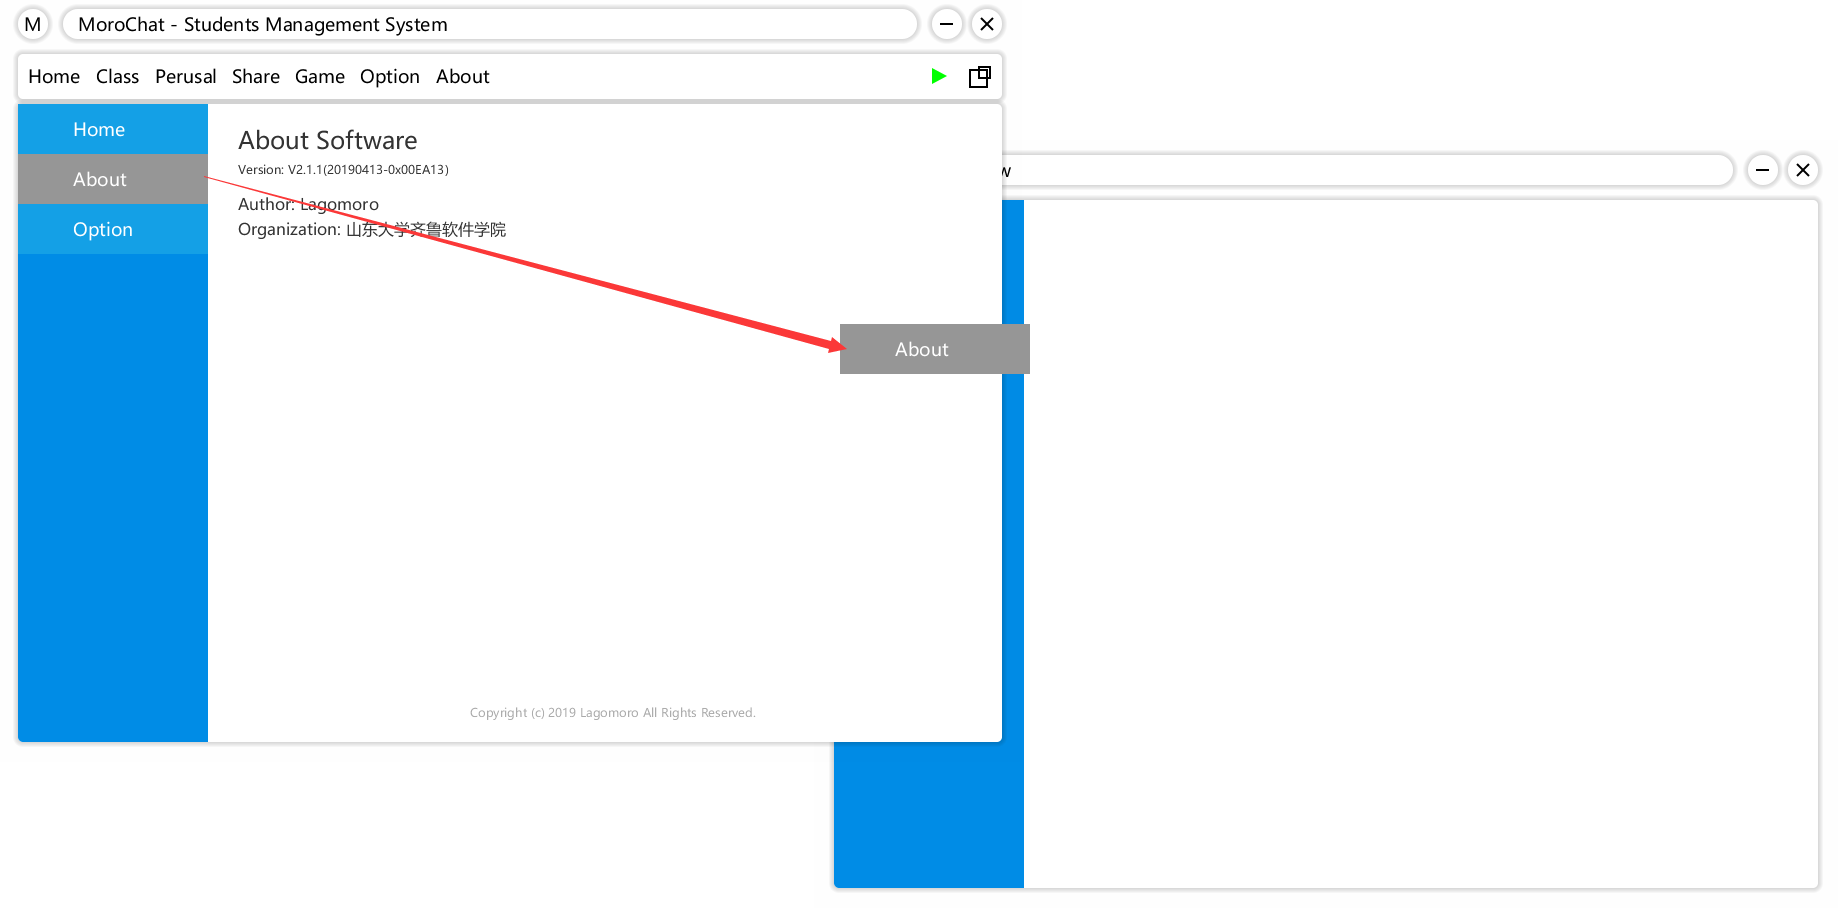 M MoroChat - Students Management System
Home Class Perusal Share Game Option About
Home
About
Option
About Software
Version: V2.1.1(20190413-0x00EA13)
Author: Lagomoro
Organization: 山东大学齐鲁软件学院
About
Copyright (c) 2019 Lagomoro All Rights Reserved.